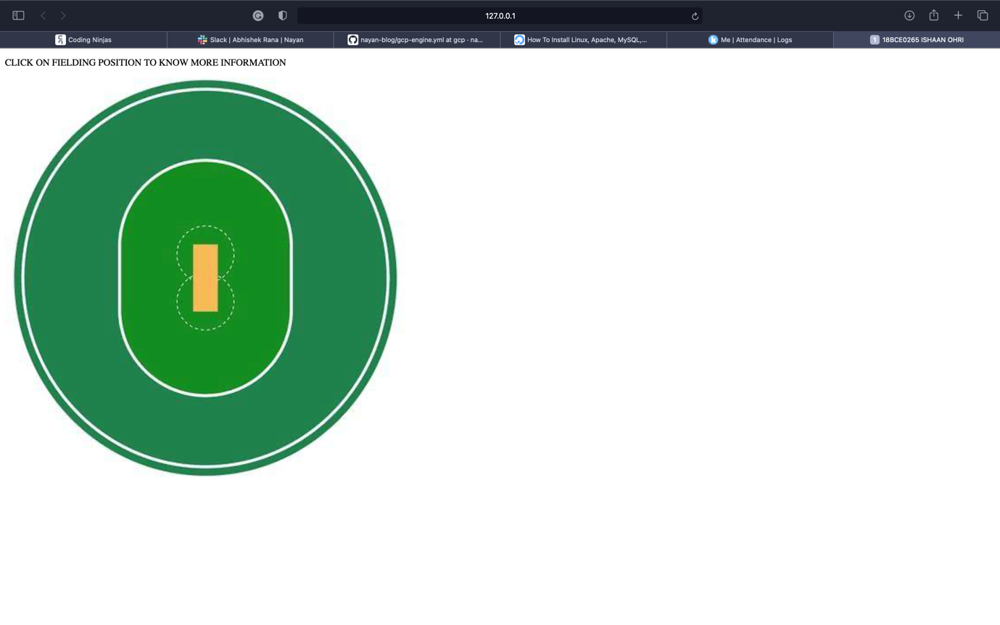 127.0.0.1
Coding Ninjas
Slack | Abhishek Rana | Nayan
nayan-blog/gcp-engine.yml at gcp · na...
How To Install Linux, Apache, MySQL,...
Me | Attendance | Logs
1 18BCE0265 ISHAAN OHRI
CLICK ON FIELDING POSITION TO KNOW MORE INFORMATION